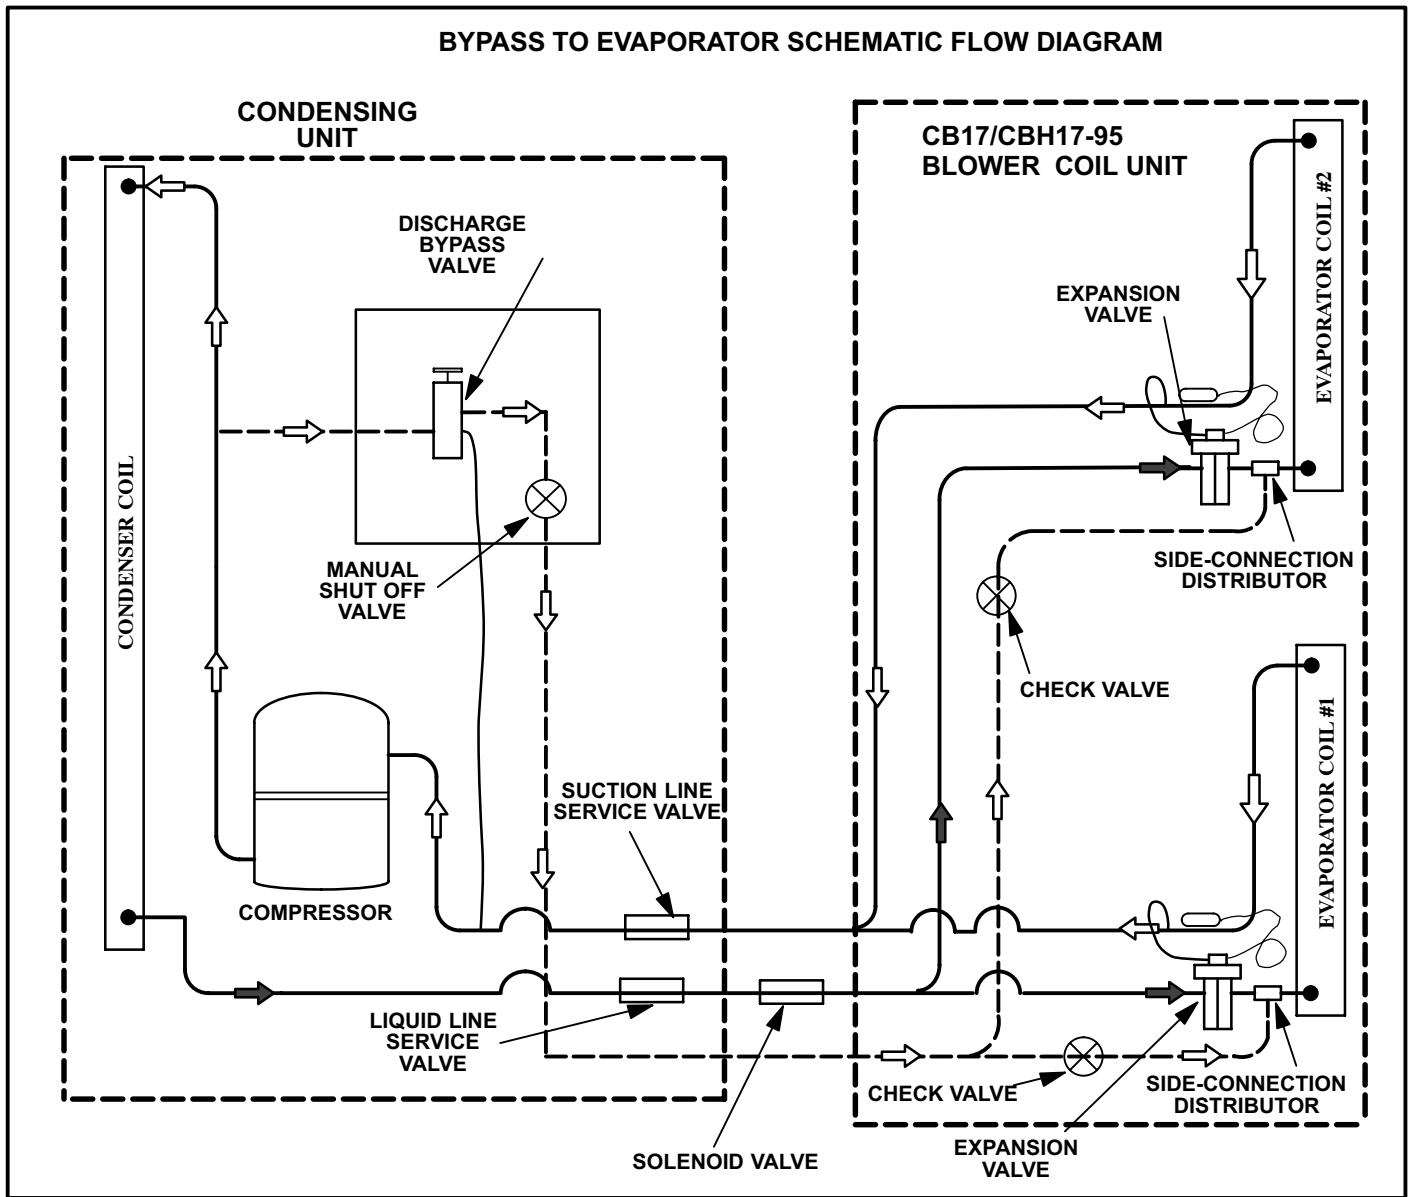 BYPASS TO EVAPORATOR SCHEMATIC FLOW DIAGRAM
CONDENSING
UNIT
CB17/CBH17-95
BLOWER COIL UNIT
DISCHARGE
BYPASS
VALVE
EVAPORATOR COIL #2
EXPANSION
VALVE
CONDENSER COIL
MANUAL
SHUT OFF
VALVE
SIDE-CONNECTION
DISTRIBUTOR
CHECK VALVE
EVAPORATOR COIL #1
SUCTION LINE
SERVICE VALVE
COMPRESSOR
LIQUID LINE
SERVICE
VALVE
CHECK VALVE
SIDE-CONNECTION
DISTRIBUTOR
SOLENOID VALVE
EXPANSION
VALVE